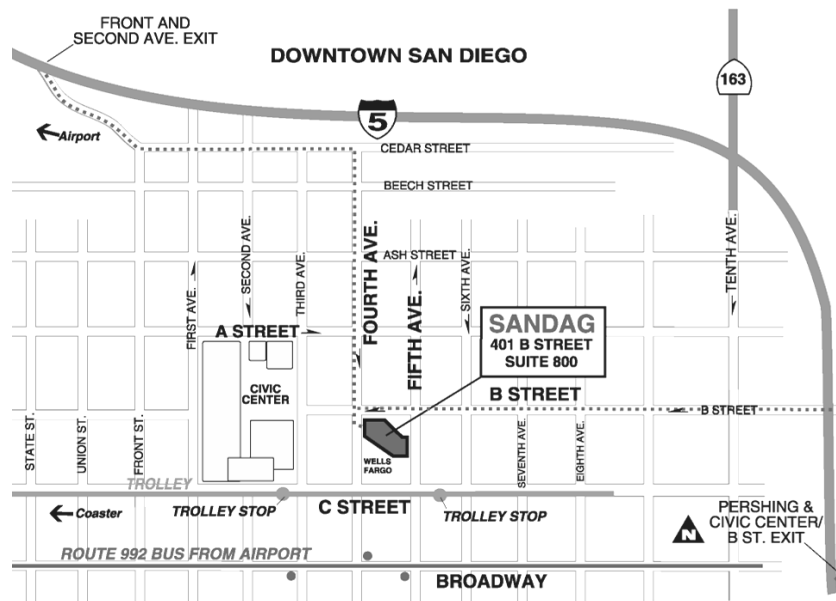 FRONT AND
SECOND AVE. EXIT
DOWNTOWN SAN DIEGO
163
5
Airport
CEDAR STREET
BEECH STREET
ASH STREET
FIRST AVE.
SECOND AVE.
THIRD AVE.
FOURTH AVE.
FIFTH AVE.
SIXTH AVE.
TENTH AVE.
A STREET
SANDAG
401 B STREET
SUITE 800
CIVIC
CENTER
B STREET
B STREET
STATE ST.
UNION ST.
FRONT ST.
WELLS
FARGO
SEVENTH AVE.
EIGHTH AVE.
TROLLEY
Coaster
TROLLEY STOP
C STREET
TROLLEY STOP
N
PERSHING &
CIVIC CENTER/
B ST. EXIT
ROUTE 992 BUS FROM AIRPORT
BROADWAY